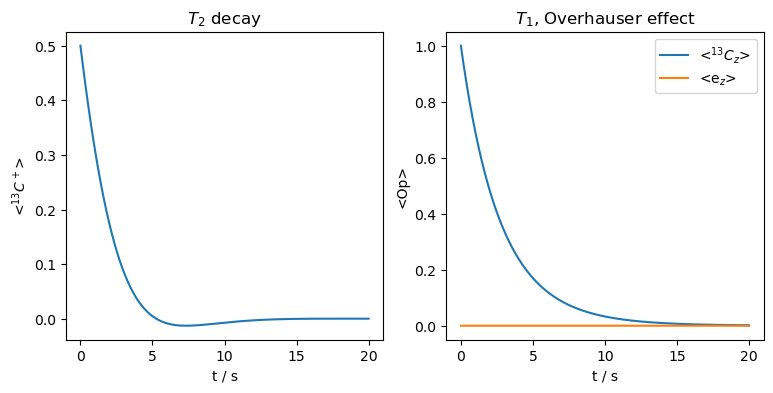 T₂ decay
0.5
0.4
0.3
0.2
0.1
0.0
<¹³C⁺>
0 5 10 15 20
t / s
T₁, Overhauser effect
1.0
0.8
0.6
0.4
0.2
0.0
<Op>
<¹³C_z>
<e_z>
0 5 10 15 20
t / s